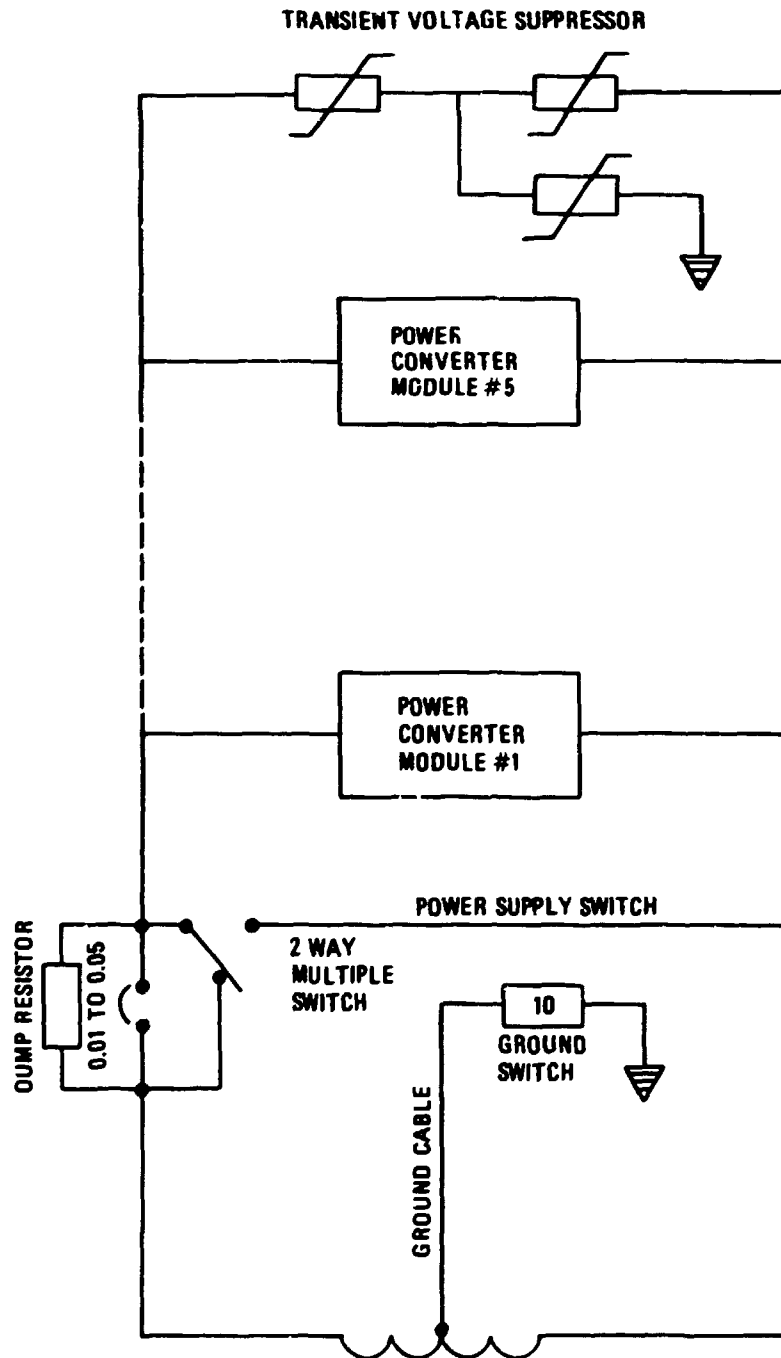 TRANSIENT VOLTAGE SUPPRESSOR
POWER
CONVERTER
MODULE #5
POWER
CONVERTER
MODULE #1
POWER SUPPLY SWITCH
2 WAY
MULTIPLE
SWITCH
OUMP RESISTOR
0.01 TO 0.05
10
GROUND
SWITCH
GROUND CABLE